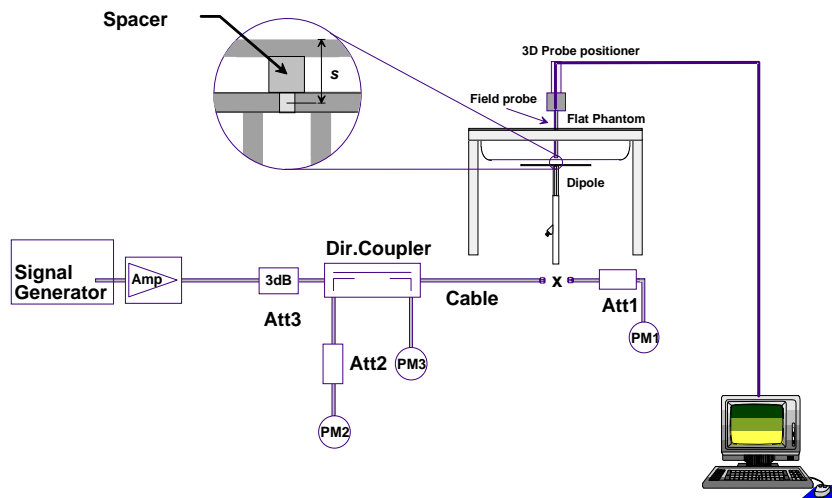 Spacer
s
3D Probe positioner
Field probe
Flat Phantom
Dipole
Signal
Generator
Amp
3dB
Att3
Dir.Coupler
Cable
x
Att1
PM1
Att2
PM3
PM2